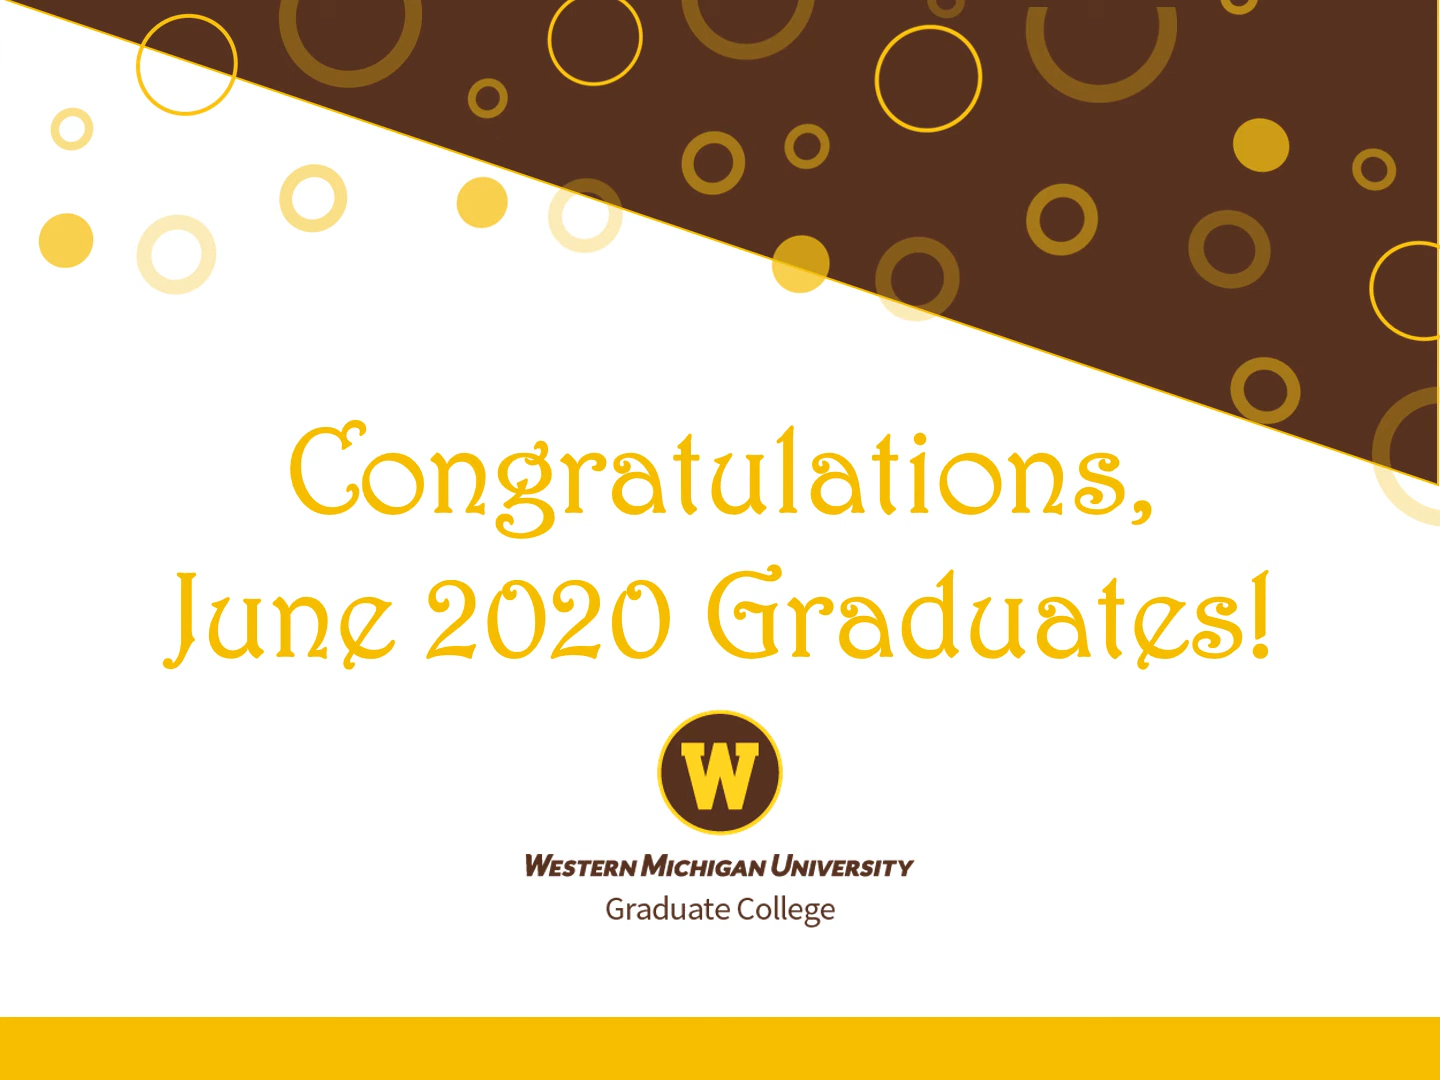 Congratulations,
June 2020 Graduates!
W
WESTERN MICHIGAN UNIVERSITY
Graduate College